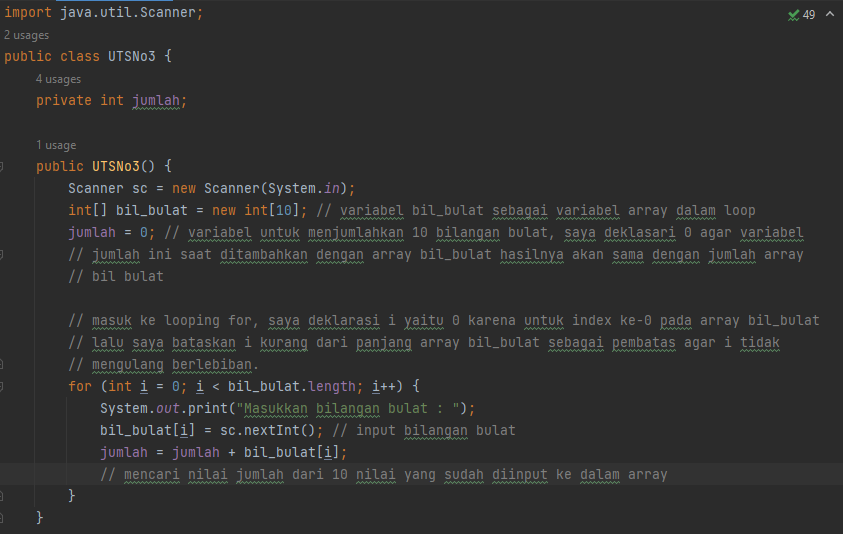 import java.util.Scanner;
49
2 usages
public class UTSNo3 {
4 usages
private int jumlah;
1 usage
public UTSNo3() {
Scanner sc = new Scanner(System.in);
int[] bil_bulat = new int[10]; // variabel bil_bulat sebagai variabel array dalam loop
jumlah = 0; // variabel untuk menjumlahkan 10 bilangan bulat, saya deklasari 0 agar variabel
// jumlah ini saat ditambahkan dengan array bil_bulat hasilnya akan sama dengan jumlah array
// bil bulat
// masuk ke looping for, saya deklarasi i yaitu 0 karena untuk index ke-0 pada array bil_bulat
// lalu saya bataskan i kurang dari panjang array bil_bulat sebagai pembatas agar i tidak
// mengulang berlebiban.
for (int i = 0; i < bil_bulat.length; i++) {
System.out.print("Masukkan bilangan bulat : ");
bil_bulat[i] = sc.nextInt(); // input bilangan bulat
jumlah = jumlah + bil_bulat[i];
// mencari nilai jumlah dari 10 nilai yang sudah diinput ke dalam array
}
}